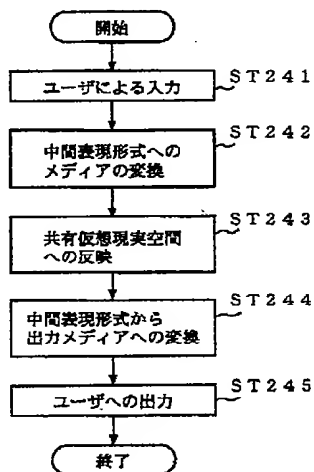 開始
ST241
ユーザによる入力
ST242
中間表現形式への
メディアの変換
ST243
共有仮想現実空間
への反映
ST244
中間表現形式から
出力メディアへの変換
ST245
ユーザへの出力
終了